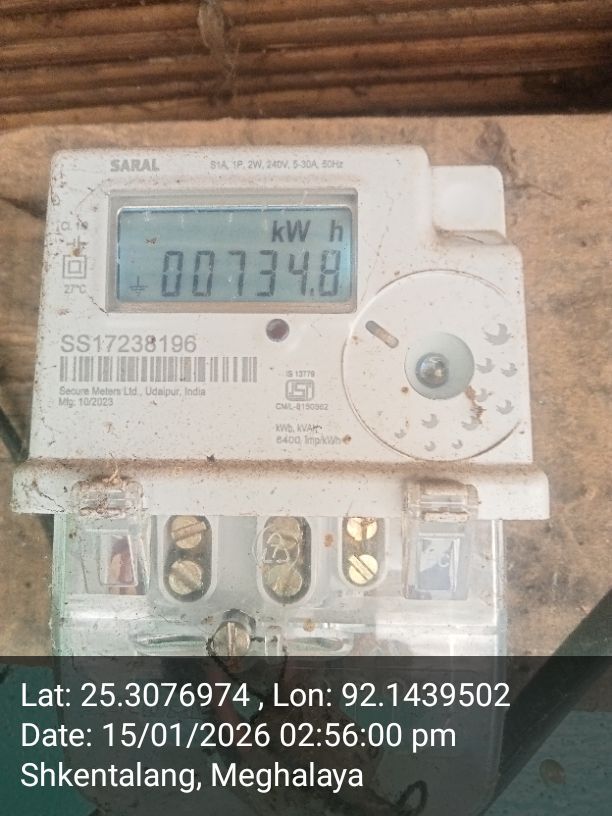 SARAL
S1A, 1P, 2W, 240V, 5-30A, 50Hz
kW h
00734.8
27°C
SS17238196
IS 13779
Secure Meters Ltd., Udaipur, India
Mfg: 10/2023
kWh, kVAh
6400 Imp/kWh
Lat: 25.3076974 , Lon: 92.1439502
Date: 15/01/2026 02:56:00 pm
Shkentalang, Meghalaya